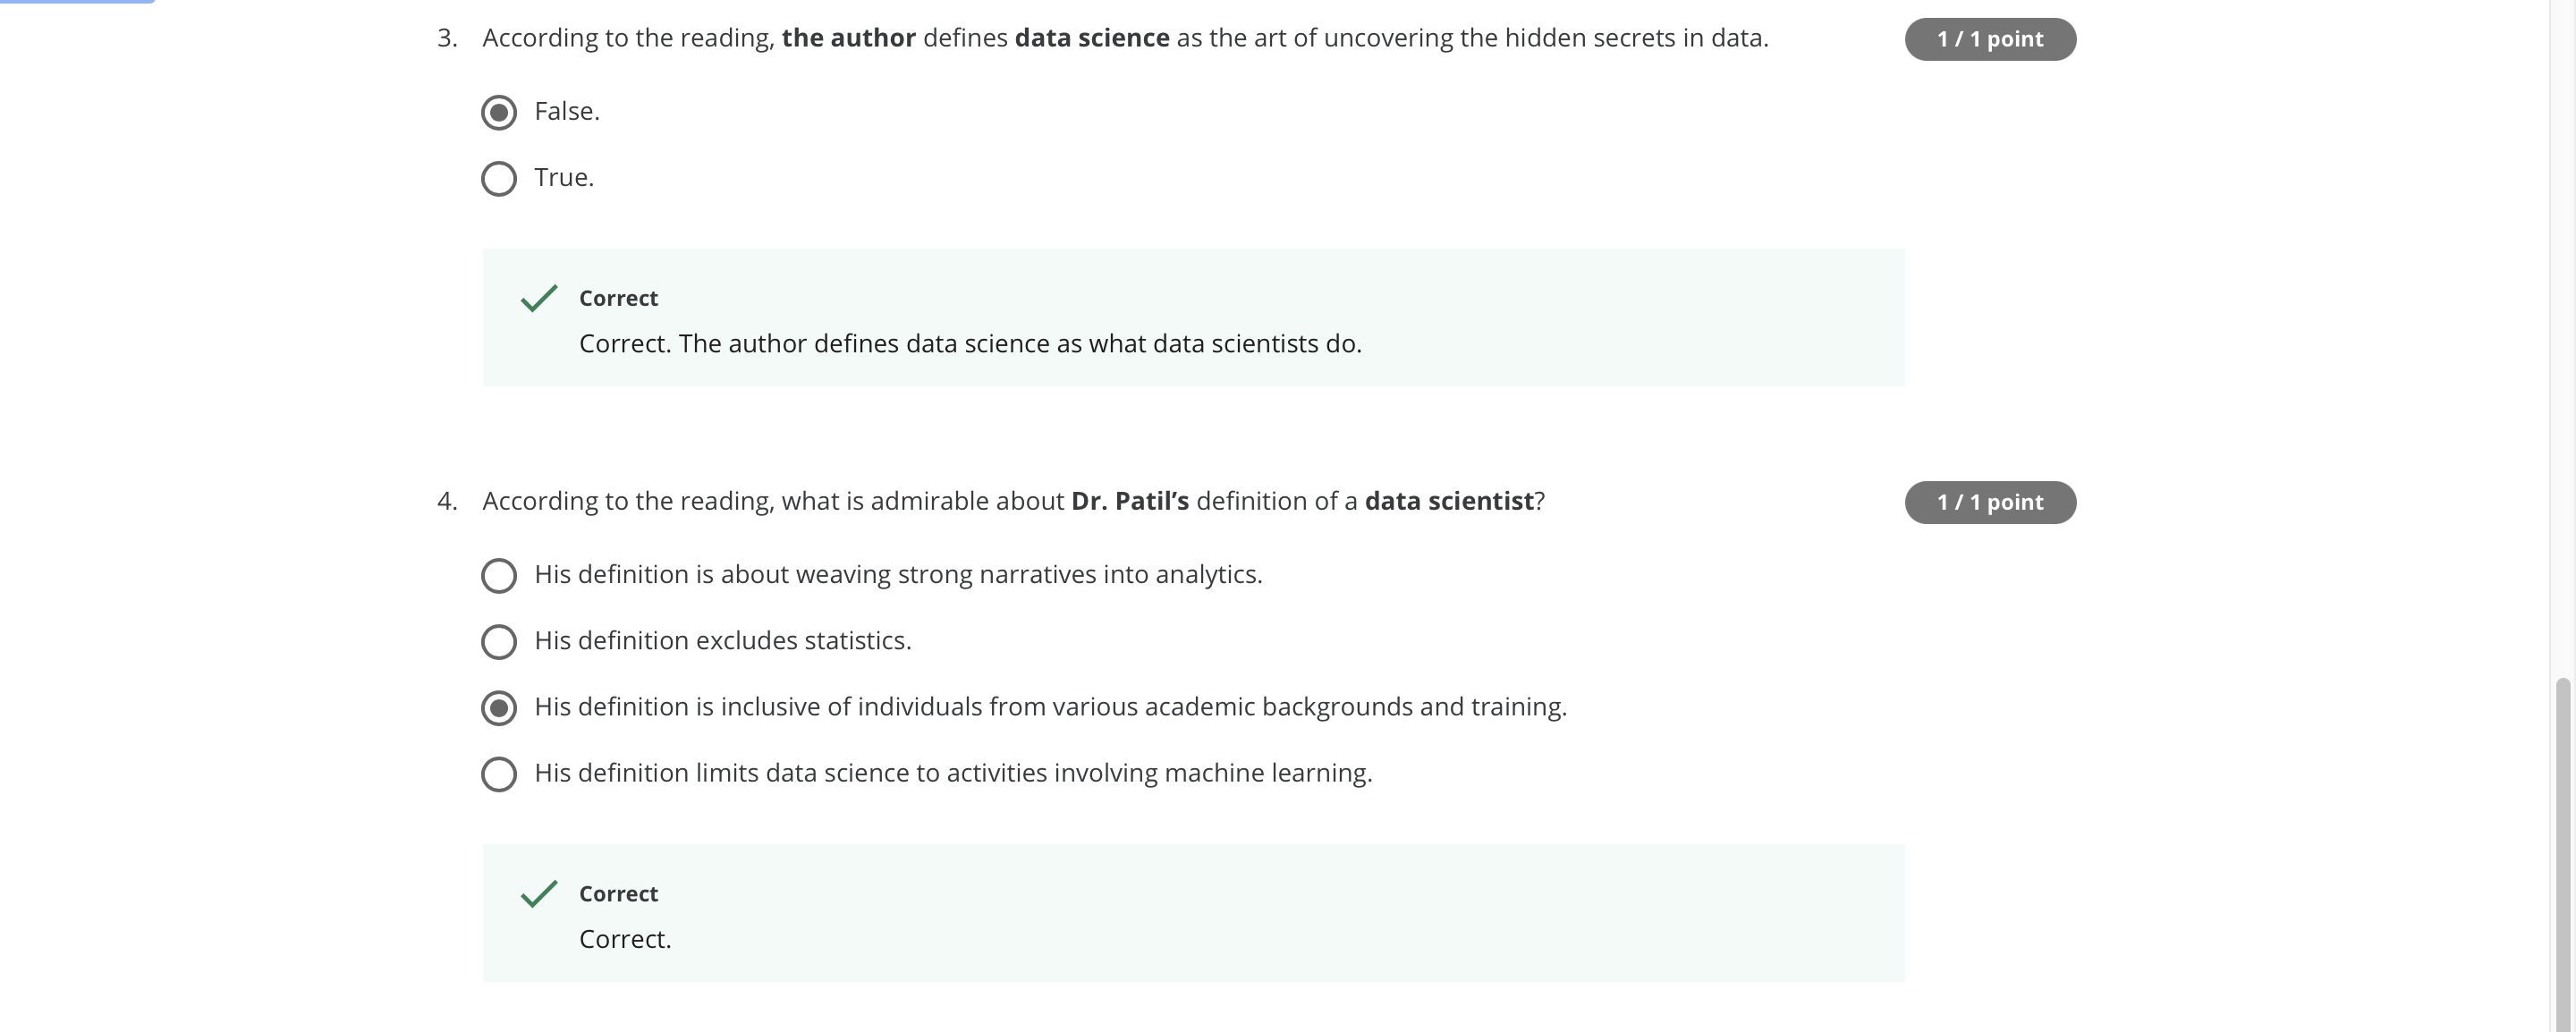 3. According to the reading, the author defines data science as the art of uncovering the hidden secrets in data.
1 / 1 point
False.
True.
Correct
Correct. The author defines data science as what data scientists do.
4. According to the reading, what is admirable about Dr. Patil’s definition of a data scientist?
1 / 1 point
His definition is about weaving strong narratives into analytics.
His definition excludes statistics.
His definition is inclusive of individuals from various academic backgrounds and training.
His definition limits data science to activities involving machine learning.
Correct
Correct.